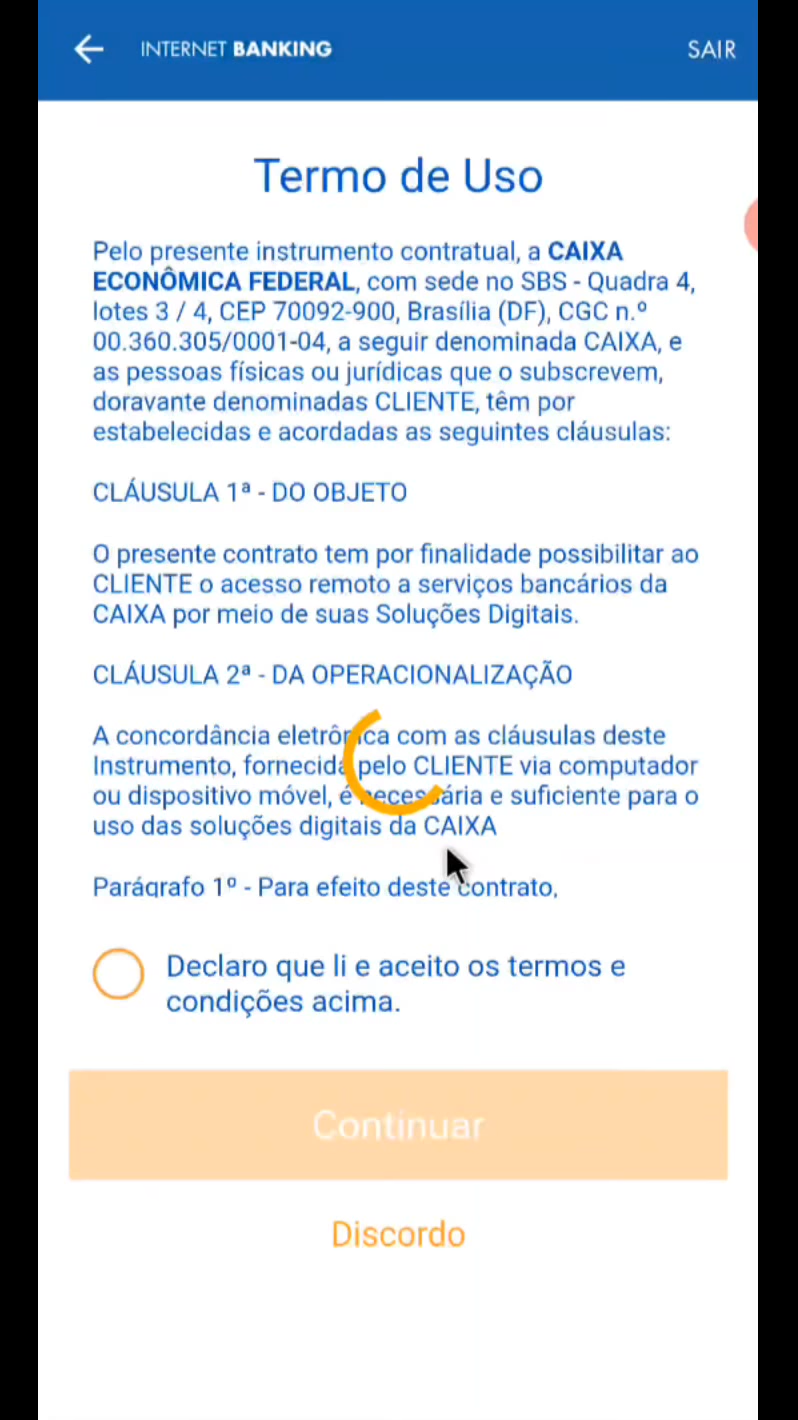 INTERNET BANKING
SAIR
Termo de Uso
Pelo presente instrumento contratual, a CAIXA
ECONÔMICA FEDERAL, com sede no SBS - Quadra 4,
lotes 3 / 4, CEP 70092-900, Brasília (DF), CGC n.º
00.360.305/0001-04, a seguir denominada CAIXA, e
as pessoas físicas ou jurídicas que o subscrevem,
doravante denominadas CLIENTE, têm por
estabelecidas e acordadas as seguintes cláusulas:
CLÁUSULA 1ª - DO OBJETO
O presente contrato tem por finalidade possibilitar ao
CLIENTE o acesso remoto a serviços bancários da
CAIXA por meio de suas Soluções Digitais.
CLÁUSULA 2ª - DA OPERACIONALIZAÇÃO
A concordância eletrônica com as cláusulas deste
Instrumento, fornecida pelo CLIENTE via computador
ou dispositivo móvel, é necessária e suficiente para o
uso das soluções digitais da CAIXA
Parágrafo 1º - Para efeito deste contrato,
Declaro que li e aceito os termos e
condições acima.
Continuar
Discordo